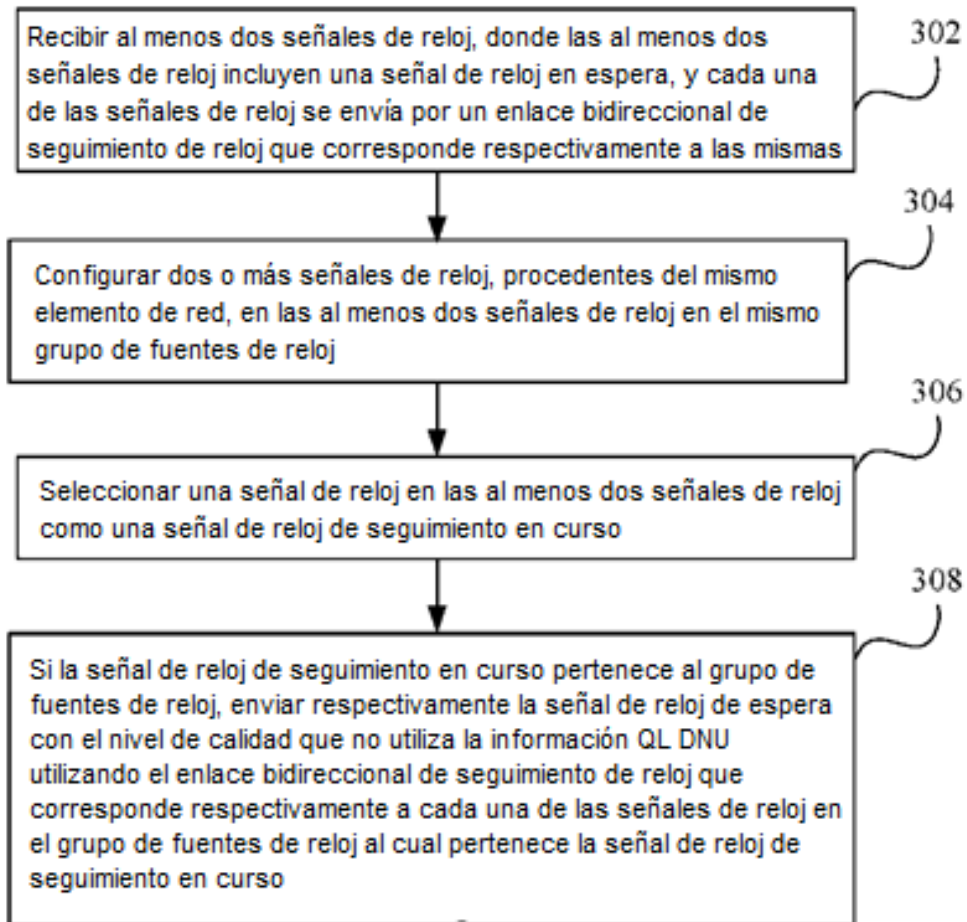 Recibir al menos dos señales de reloj, donde las al menos dos
señales de reloj incluyen una señal de reloj en espera, y cada una
de las señales de reloj se envía por un enlace bidireccional de
seguimiento de reloj que corresponde respectivamente a las mismas
302
Configurar dos o más señales de reloj, procedentes del mismo
elemento de red, en las al menos dos señales de reloj en el mismo
grupo de fuentes de reloj
304
Seleccionar una señal de reloj en las al menos dos señales de reloj
como una señal de reloj de seguimiento en curso
306
Si la señal de reloj de seguimiento en curso pertenece al grupo de
fuentes de reloj, enviar respectivamente la señal de reloj de espera
con el nivel de calidad que no utiliza la información QL DNU
utilizando el enlace bidireccional de seguimiento de reloj que
corresponde respectivamente a cada una de las señales de reloj en
el grupo de fuentes de reloj al cual pertenece la señal de reloj de
seguimiento en curso
308